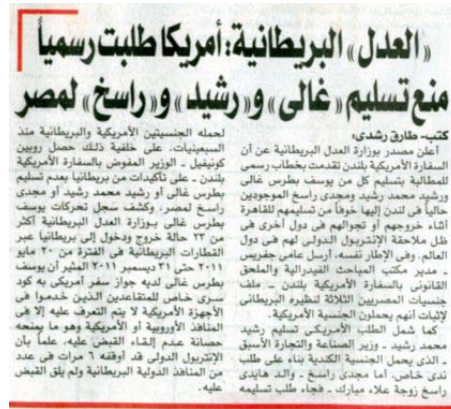 «العدل» البريطانية: أمريكا طلبت رسمياً
منع تسليم «غالى» و«رشيد» و«راسخ» لمصر
كتب- طارق رشدى:
أعلن مصدر بوزارة العدل البريطانية عن أن
السفارة الأمريكية بلندن تقدمت بخطاب رسمى
للمطالبة بتسليم كل من يوسف بطرس غالى
ورشيد محمد رشيد ومجدى راسخ الموجودين
حالياً فى لندن إليها خوفاً من تسليمهم للقاهرة
أثناء خروجهم أو تجوالهم فى دول أخرى فى
ظل ملاحقة الإنتربول الدولى لهم فى دول
العالم. وفى الإطار نفسه، أرسل عامى جفريس
- مدير مكتب المباحث الفيدرالية والملحق
القانونى بالسفارة الأمريكية بلندن - ملف
جنسيات المصريين الثلاثة لنظيره البريطانى
لإثبات أنهم يحملون الجنسية الأمريكية.
كما شمل الطلب الأمريكى تسليم رشيد
محمد رشيد - وزير الصناعة والتجارة الأسبق
- الذى يحمل الجنسية الكندية بناء على طلب
ندى خاص، أما مجدى راسخ - والد هايدى
راسخ زوجة علاء مبارك - فجاء طلب تسليمه
لحمله الجنسيتين الأمريكية والبريطانية منذ
السبعينيات. على خلفية ذلك حصل روبين
كونيفيل - الوزير المفوض بالسفارة الأمريكية
بلندن - على تأكيدات من بريطانيا بعدم تسليم
بطرس غالى أو رشيد محمد رشيد أو مجدى
راسخ لمصر، وكشف سجل تحركات يوسف
بطرس غالى بوزارة العدل البريطانية أكثر
من ٢٣ حالة خروج ودخول إلى بريطانيا عبر
القطارات البريطانية فى الفترة من ٢٠ مايو
٢٠١١ حتى ٣١ ديسمبر ٢٠١١ المثير أن يوسف
بطرس غالى لديه جواز سفر أمريكى به كود
سرى خاص للمتقاعدين الذين خدموا فى
الأجهزة الأمريكية لا يتم التعرف عليه إلا فى
المنافذ الأوروبية أو الأمريكية وهو ما يمنحه
حصانة عدم إلقاء القبض عليه، علماً بأن
الإنتربول الدولى قد أوقفه ٦ مرات فى عدد
من المنافذ الدولية البريطانية ولم يلق القبض
عليه.